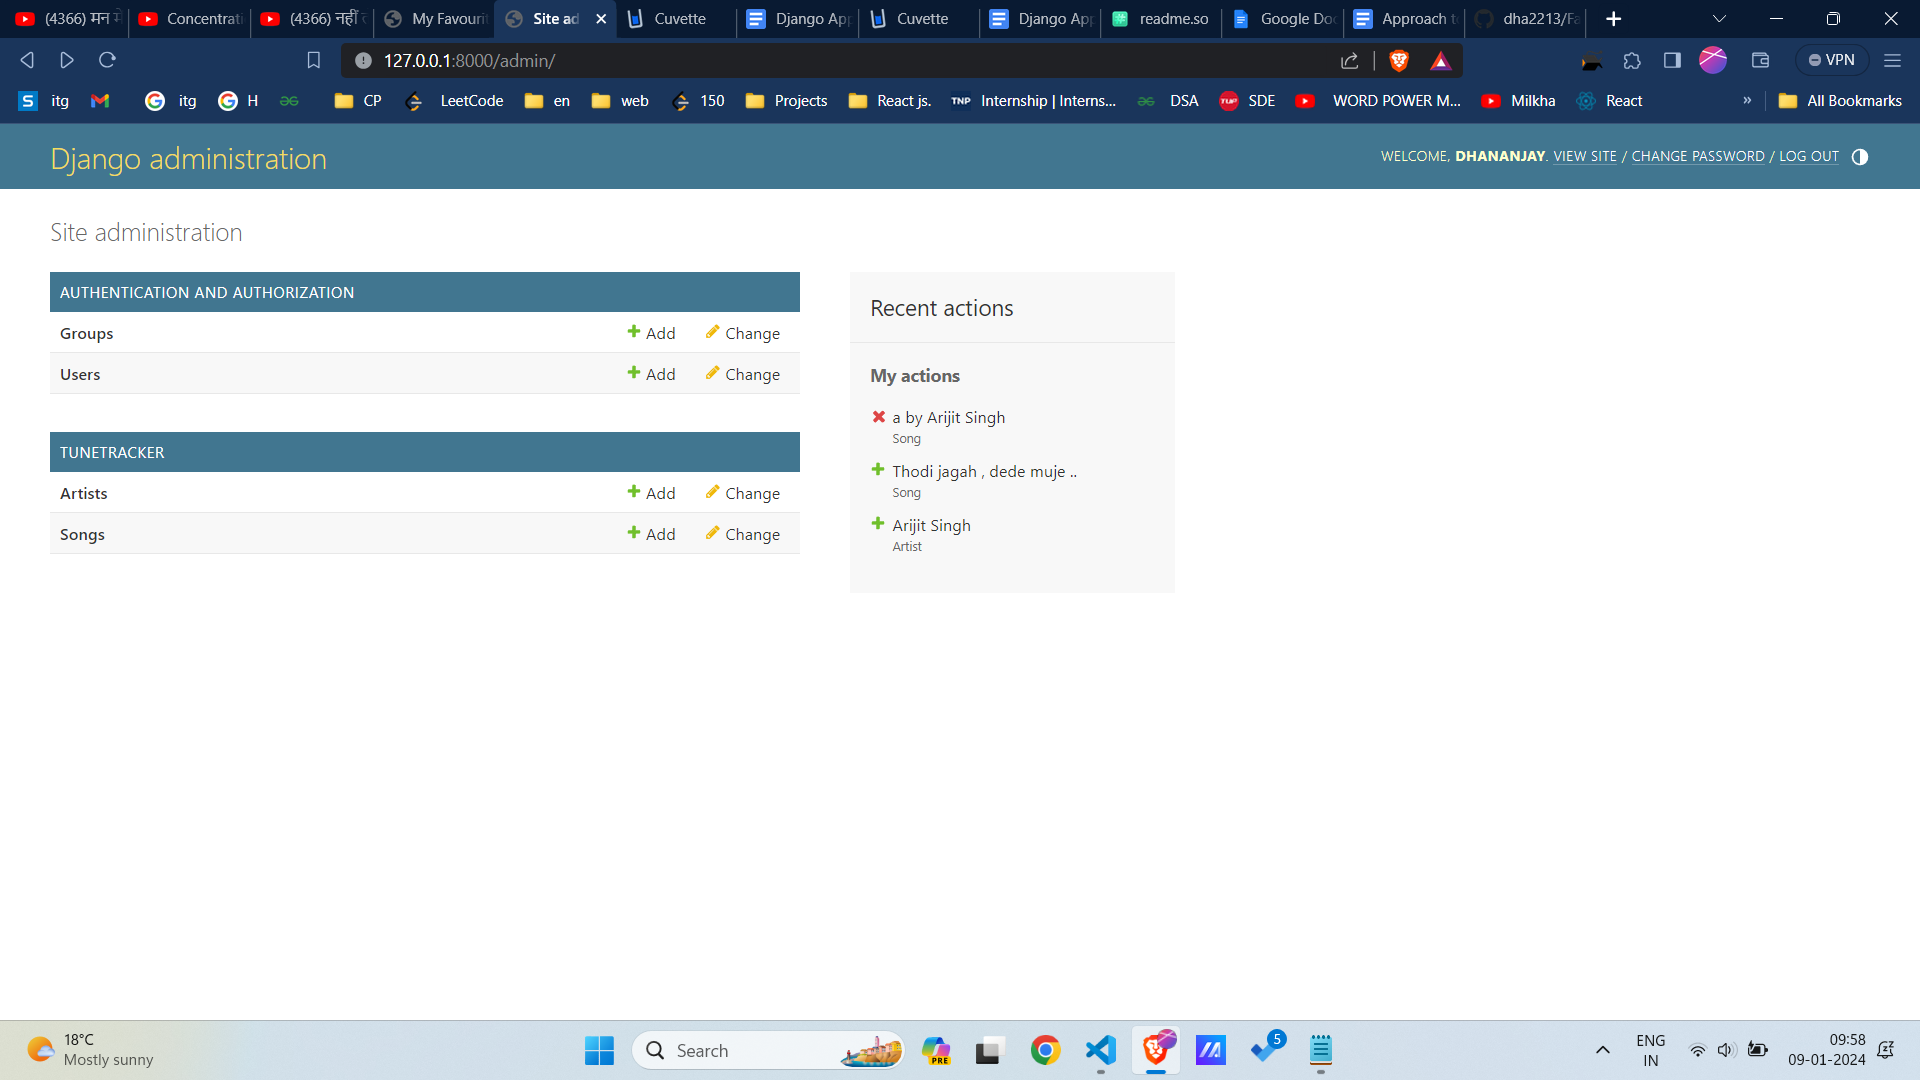 (4366) मन मे
Concentrati
(4366) नहीं
My Favourit
Site ad
Cuvette
Django App
Cuvette
Django App
readme.so
Google Doc
Approach to
dha2213/Fa
127.0.0.1:8000/admin/
VPN
itg
itg
H
CP
LeetCode
en
web
150
Projects
React js.
TNP
Internship | Interns...
DSA
TUF
SDE
WORD POWER M...
Milkha
React
»
All Bookmarks
Django administration
WELCOME, DHANANJAY. VIEW SITE / CHANGE PASSWORD / LOG OUT
Site administration
AUTHENTICATION AND AUTHORIZATION
Groups Add Change
Users Add Change
TUNETRACKER
Artists Add Change
Songs Add Change
Recent actions
My actions
a by Arijit Singh
Song
Thodi jagah , dede muje ..
Song
Arijit Singh
Artist
18°C
Mostly sunny
Search
PRE
5
ENG
IN
09:58
09-01-2024